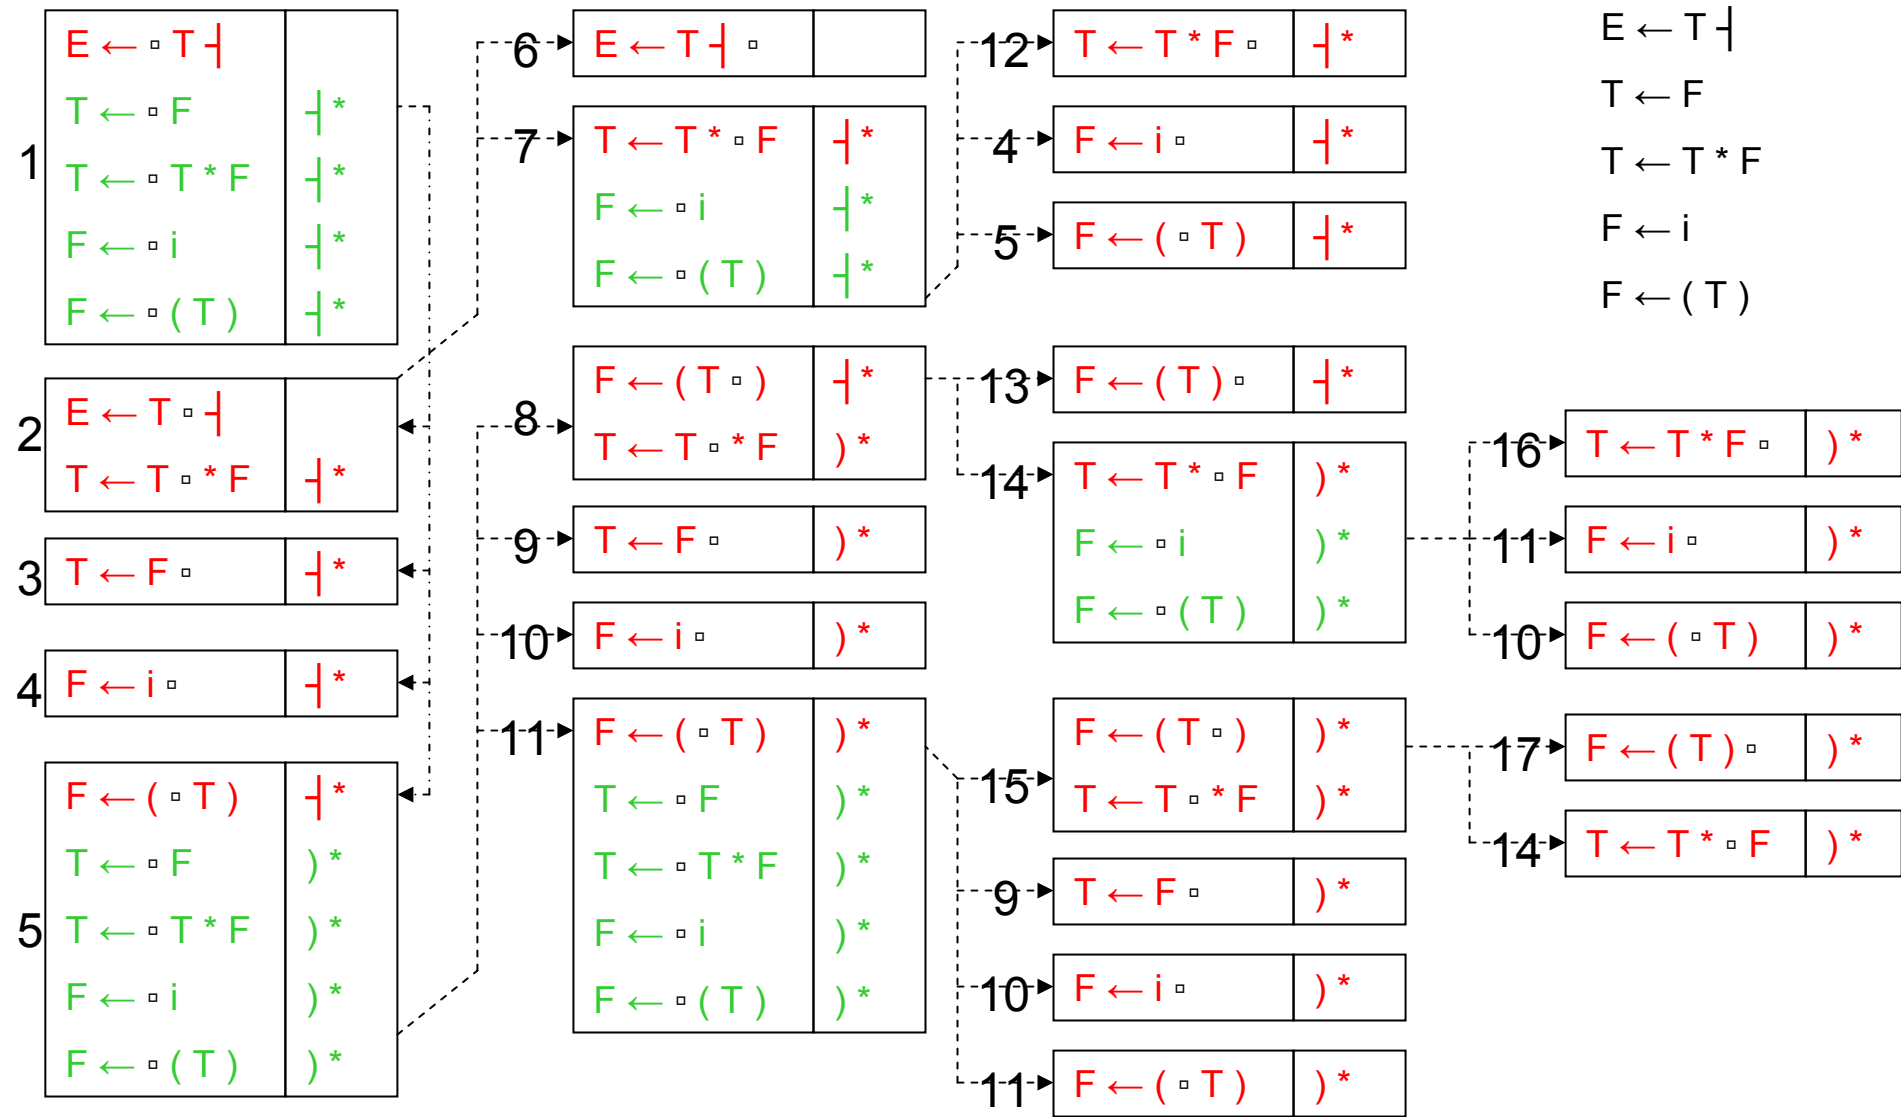 1
E ← ▫ T ┤
T ← ▫ F ┤*
T ← ▫ T * F ┤*
F ← ▫ i ┤*
F ← ▫ ( T ) ┤*
2
E ← T ▫ ┤
T ← T ▫ * F ┤*
3
T ← F ▫ ┤*
4
F ← i ▫ ┤*
5
F ← ( ▫ T ) ┤*
T ← ▫ F ) *
T ← ▫ T * F ) *
F ← ▫ i ) *
F ← ▫ ( T ) ) *
6
E ← T ┤ ▫
7
T ← T * ▫ F ┤*
F ← ▫ i ┤*
F ← ▫ ( T ) ┤*
8
F ← ( T ▫ ) ┤*
T ← T ▫ * F ) *
9
T ← F ▫ ) *
10
F ← i ▫ ) *
11
F ← ( ▫ T ) ) *
T ← ▫ F ) *
T ← ▫ T * F ) *
F ← ▫ i ) *
F ← ▫ ( T ) ) *
12
T ← T * F ▫ ┤*
4
F ← i ▫ ┤*
5
F ← ( ▫ T ) ┤*
13
F ← ( T ) ▫ ┤*
14
T ← T * ▫ F ) *
F ← ▫ i ) *
F ← ▫ ( T ) ) *
15
F ← ( T ▫ ) ) *
T ← T ▫ * F ) *
9
T ← F ▫ ) *
10
F ← i ▫ ) *
11
F ← ( ▫ T ) ) *
E ← T ┤
T ← F
T ← T * F
F ← i
F ← ( T )
16
T ← T * F ▫ ) *
11
F ← i ▫ ) *
10
F ← ( ▫ T ) ) *
17
F ← ( T ) ▫ ) *
14
T ← T * ▫ F ) *